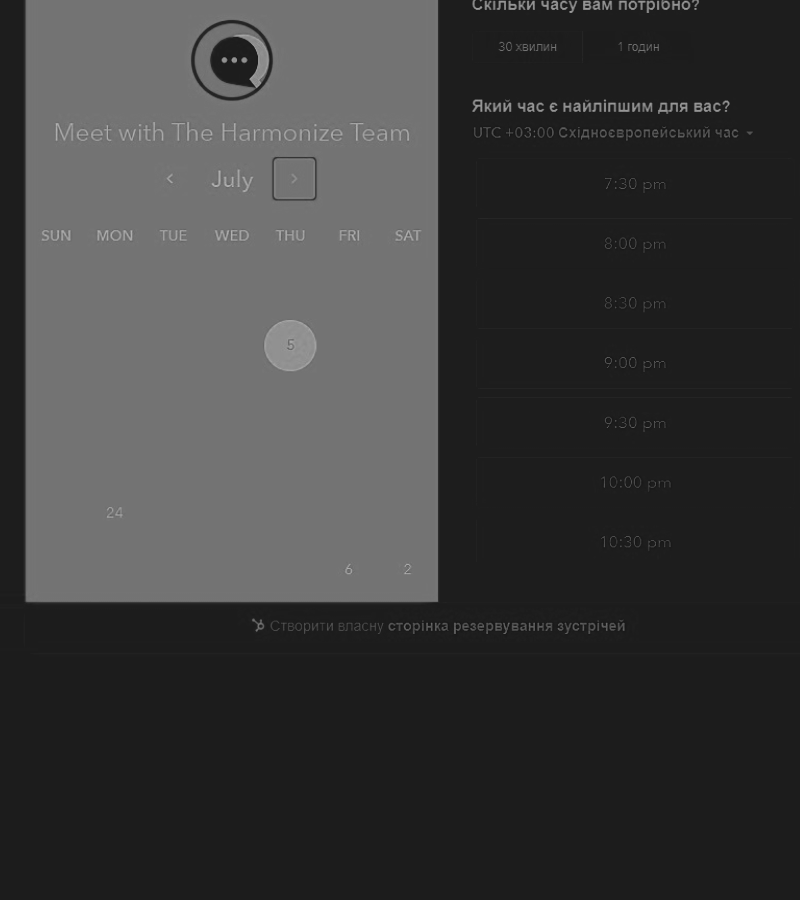 Meet with The Harmonize Team
July
SUN MON TUE WED THU FRI SAT
5
24
6 2
Скільки часу вам потрібно?
30 хвилин 1 годин
Який час є найліпшим для вас?
UTC +03:00 Східноєвропейський час
7:30 pm
8:00 pm
8:30 pm
9:00 pm
9:30 pm
10:00 pm
10:30 pm
Створити власну сторінка резервування зустрічей